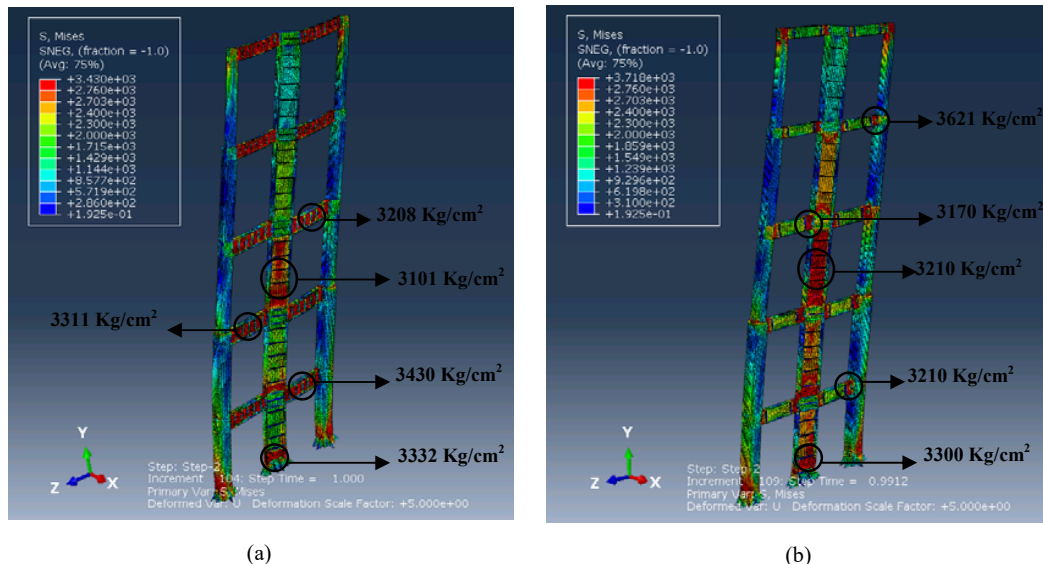 S, Mises
SNEG, (fraction = -1.0)
(Avg: 75%)
+3.430e+03
+2.760e+03
+2.703e+03
+2.400e+03
+2.300e+03
+2.000e+03
+1.715e+03
+1.429e+03
+1.144e+03
+8.577e+02
+5.719e+02
+2.860e+02
+1.925e-01
3208 Kg/cm²
3101 Kg/cm²
3311 Kg/cm²
3430 Kg/cm²
3332 Kg/cm²
Y
Z
X
Step: Step-2
Increment 104: Step Time = 1.000
Primary Var: S, Mises
Deformed Var: U Deformation Scale Factor: +5.000e+00
(a)
S, Mises
SNEG, (fraction = -1.0)
(Avg: 75%)
+3.718e+03
+2.760e+03
+2.703e+03
+2.400e+03
+2.300e+03
+2.000e+03
+1.859e+03
+1.549e+03
+1.239e+03
+9.296e+02
+6.198e+02
+3.100e+02
+1.925e-01
3621 Kg/cm²
3170 Kg/cm²
3210 Kg/cm²
3210 Kg/cm²
3300 Kg/cm²
Y
Z
X
Step: Step-2
Increment 109: Step Time = 0.9912
Primary Var: S, Mises
Deformed Var: U Deformation Scale Factor: +5.000e+00
(b)